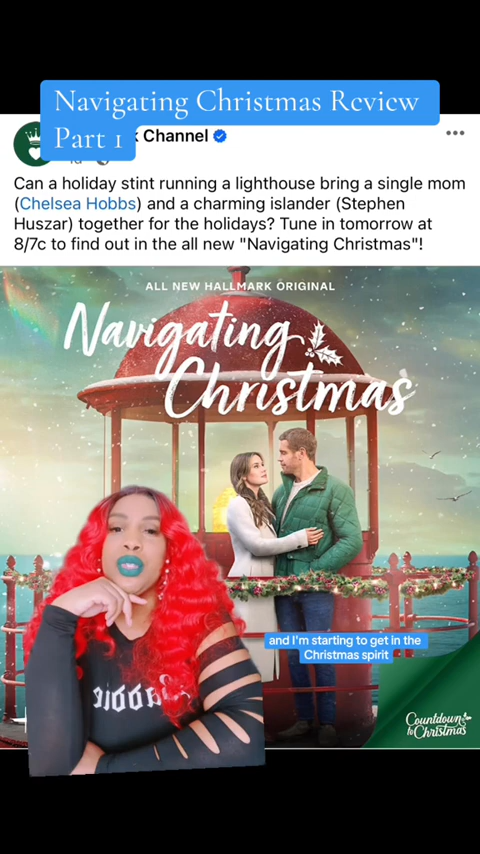 Navigating Christmas Review
Part 1
Channel
Can a holiday stint running a lighthouse bring a single mom
(Chelsea Hobbs) and a charming islander (Stephen
Huszar) together for the holidays? Tune in tomorrow at
8/7c to find out in the all new "Navigating Christmas"!
ALL NEW HALLMARK ORIGINAL
Navigating
Christmas
and I'm starting to get in the
Christmas spirit
Countdown
to Christmas